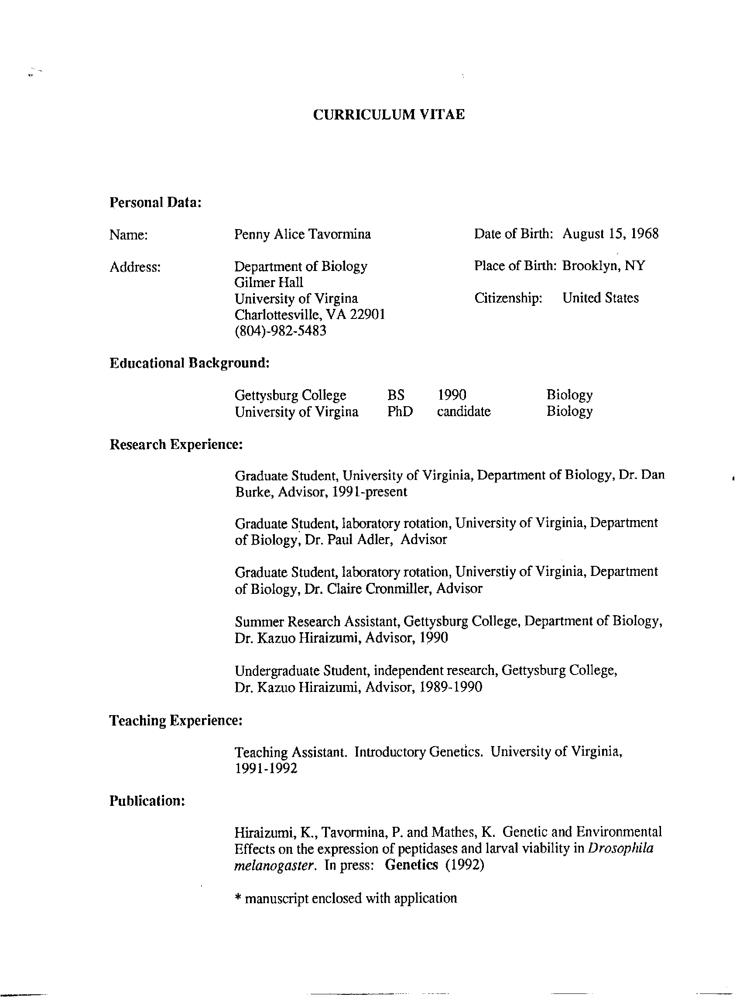 CURRICULUM VITAE
Personal Data:
Name: Penny Alice Tavormina Date of Birth: August 15, 1968
Address: Department of Biology Place of Birth: Brooklyn, NY
Gilmer Hall
University of Virgina Citizenship: United States
Charlottesville, VA 22901
(804)-982-5483
Educational Background:
Gettysburg College BS 1990 Biology
University of Virgina PhD candidate Biology
Research Experience:
Graduate Student, University of Virginia, Department of Biology, Dr. Dan
Burke, Advisor, 1991-present
Graduate Student, laboratory rotation, University of Virginia, Department
of Biology, Dr. Paul Adler, Advisor
Graduate Student, laboratory rotation, Universtiy of Virginia, Department
of Biology, Dr. Claire Cronmiller, Advisor
Summer Research Assistant, Gettysburg College, Department of Biology,
Dr. Kazuo Hiraizumi, Advisor, 1990
Undergraduate Student, independent research, Gettysburg College,
Dr. Kazuo Hiraizumi, Advisor, 1989-1990
Teaching Experience:
Teaching Assistant. Introductory Genetics. University of Virginia,
1991-1992
Publication:
Hiraizumi, K., Tavormina, P. and Mathes, K. Genetic and Environmental
Effects on the expression of peptidases and larval viability in Drosophila
melanogaster. In press: Genetics (1992)
* manuscript enclosed with application